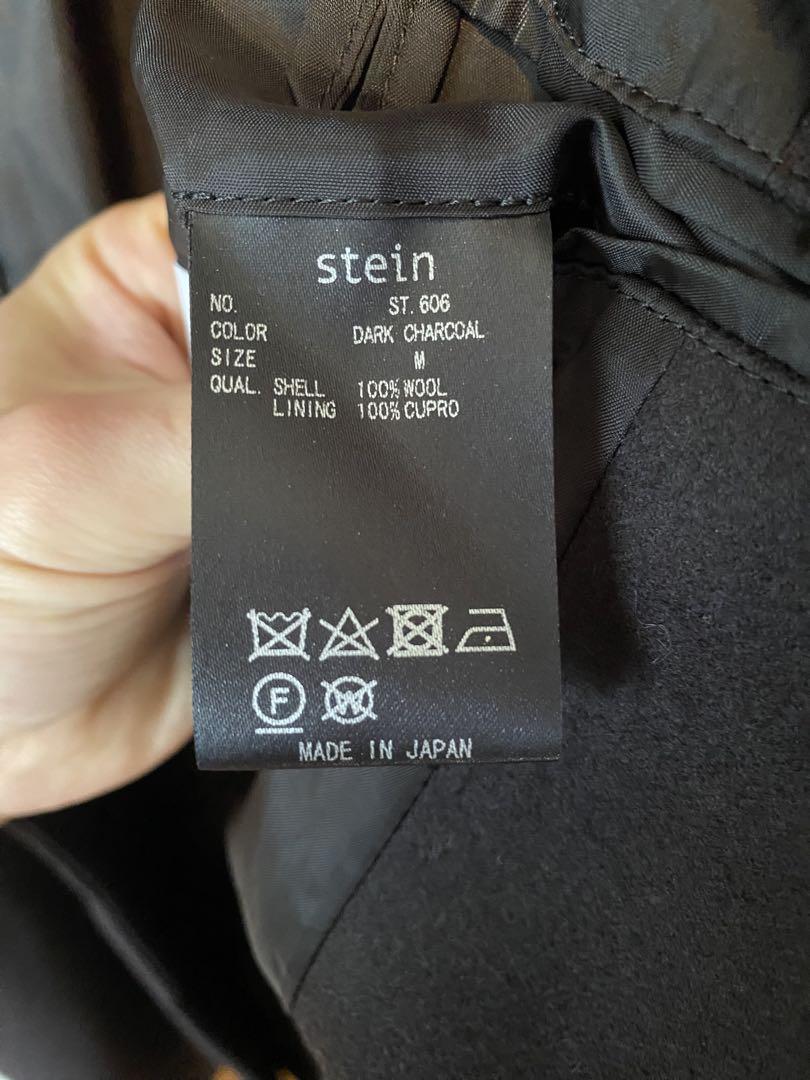 stein
NO. ST.606
COLOR DARK CHARCOAL
SIZE M
QUAL. SHELL 100% WOOL
LINING 100% CUPRO
F W
MADE IN JAPAN